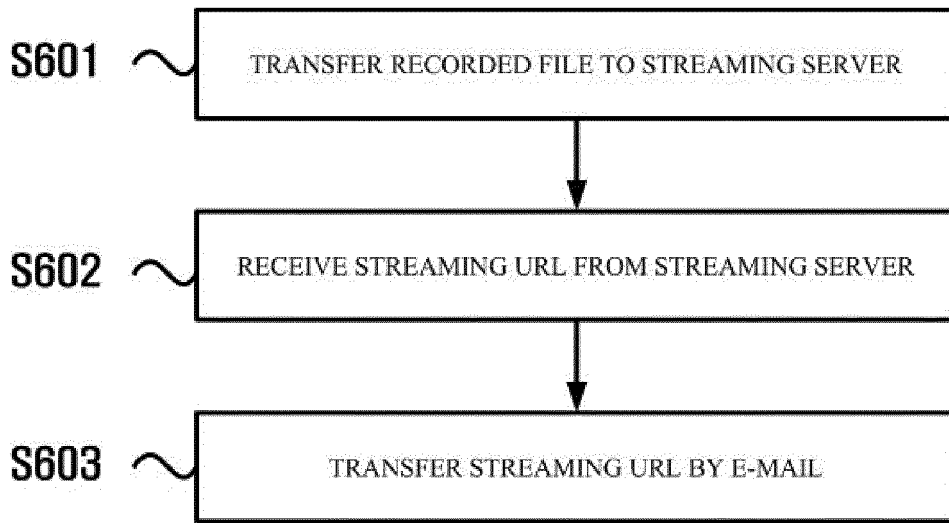 S601 TRANSFER RECORDED FILE TO STREAMING SERVER
S602 RECEIVE STREAMING URL FROM STREAMING SERVER
S603 TRANSFER STREAMING URL BY E-MAIL